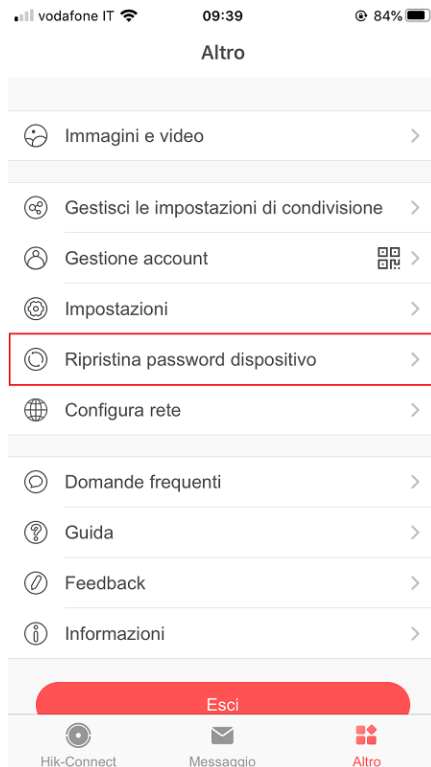 vodafone IT 09:39 84%
Altro
Immagini e video
Gestisci le impostazioni di condivisione
Gestione account
Impostazioni
Ripristina password dispositivo
Configura rete
Domande frequenti
Guida
Feedback
Informazioni
Esci
Hik-Connect Messaggio Altro